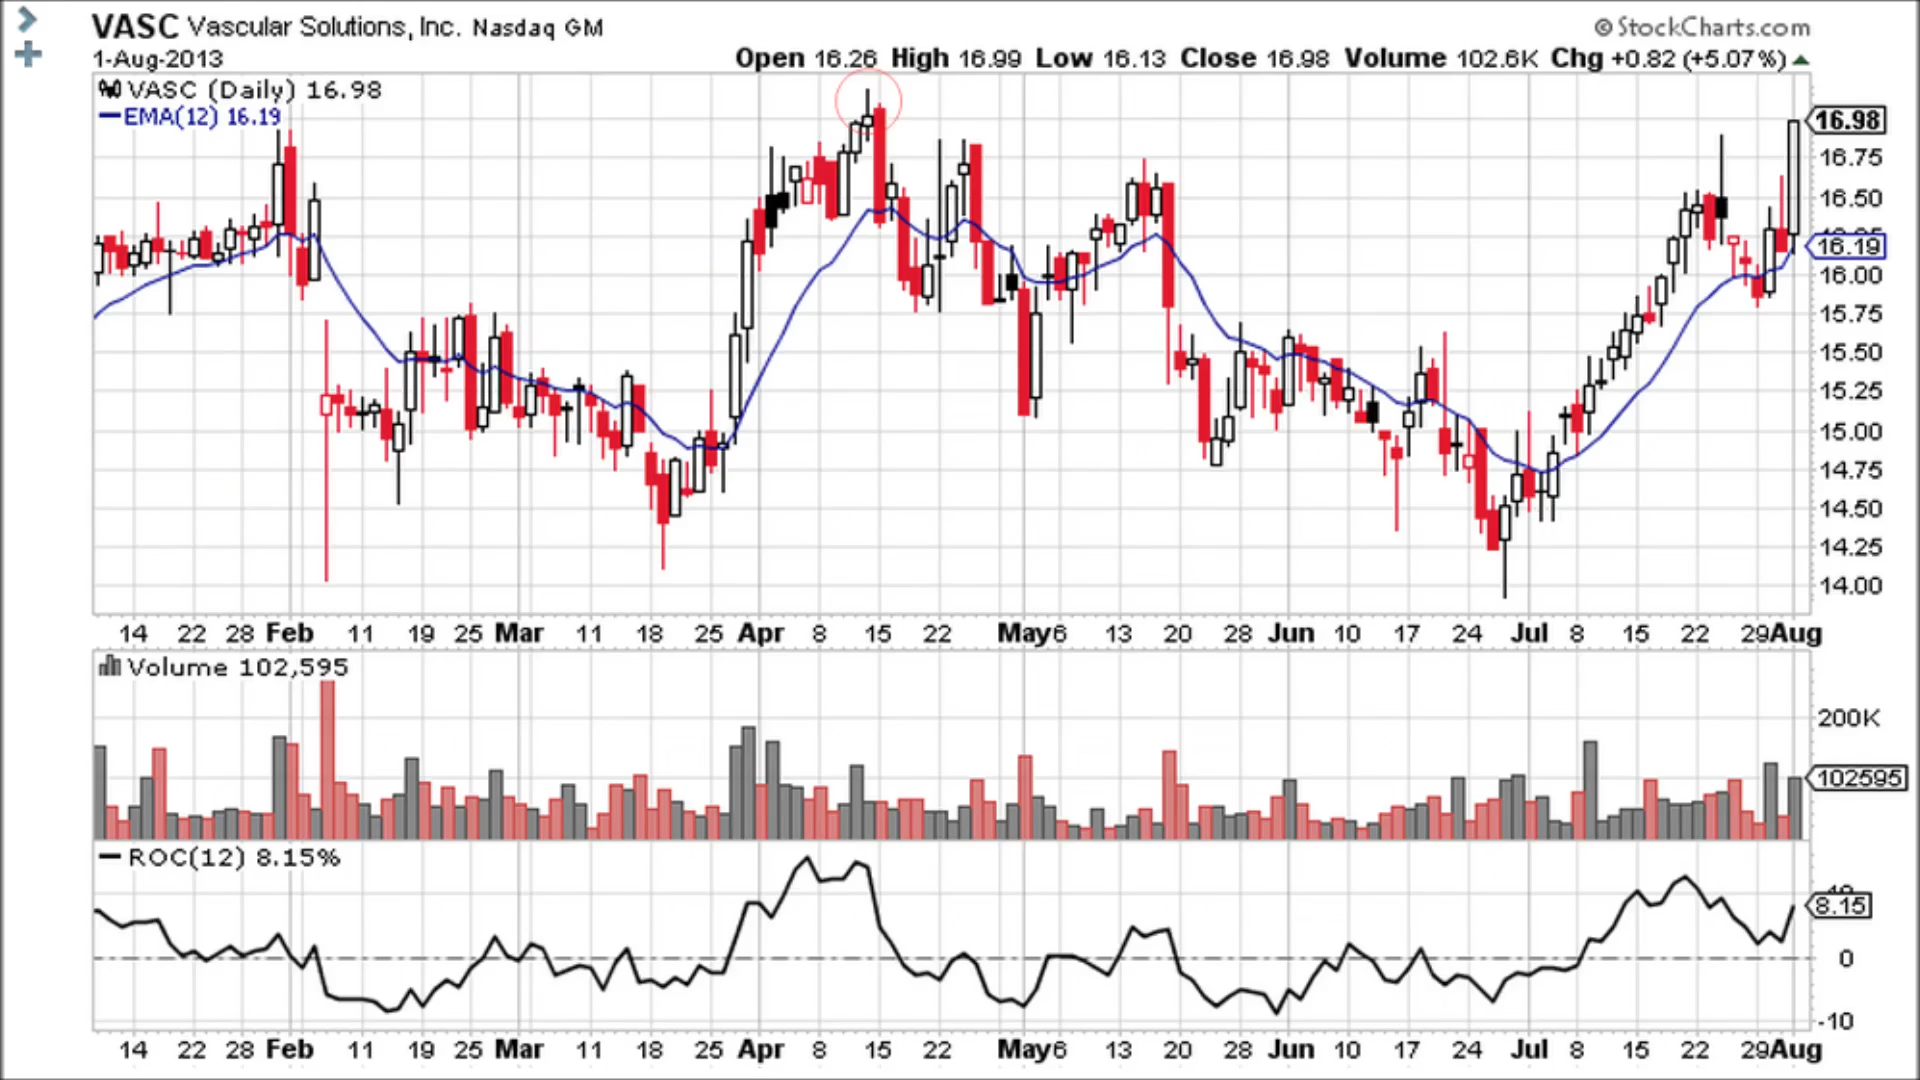 VASC Vascular Solutions, Inc. Nasdaq GM
© StockCharts.com
1-Aug-2013
Open 16.26 High 16.99 Low 16.13 Close 16.98 Volume 102.6K Chg +0.82 (+5.07%)
VASC (Daily) 16.98
EMA(12) 16.19
16.98
16.75
16.50
16.19
16.00
15.75
15.50
15.25
15.00
14.75
14.50
14.25
14.00
14 22 28 Feb 11 19 25 Mar 11 18 25 Apr 8 15 22 May 6 13 20 28 Jun 10 17 24 Jul 8 15 22 29 Aug
Volume 102,595
200K
102595
ROC(12) 8.15%
8.15
0
-10
14 22 28 Feb 11 19 25 Mar 11 18 25 Apr 8 15 22 May 6 13 20 28 Jun 10 17 24 Jul 8 15 22 29 Aug